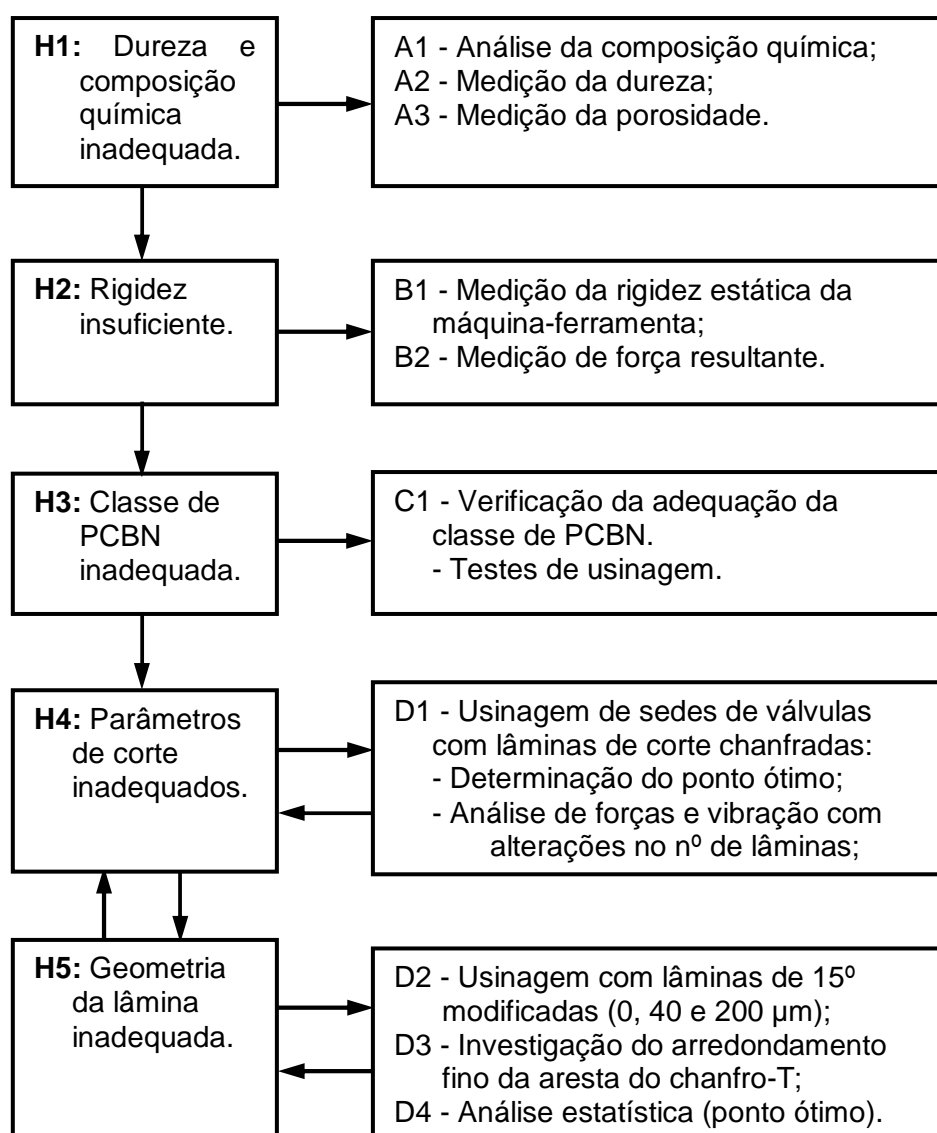 H1: Dureza e
composição
química
inadequada.
A1 - Análise da composição química;
A2 - Medição da dureza;
A3 - Medição da porosidade.
H2: Rigidez
insuficiente.
B1 - Medição da rigidez estática da
máquina-ferramenta;
B2 - Medição de força resultante.
H3: Classe de
PCBN
inadequada.
C1 - Verificação da adequação da
classe de PCBN.
- Testes de usinagem.
H4: Parâmetros
de corte
inadequados.
D1 - Usinagem de sedes de válvulas
com lâminas de corte chanfradas:
- Determinação do ponto ótimo;
- Análise de forças e vibração com
alterações no nº de lâminas;
H5: Geometria
da lâmina
inadequada.
D2 - Usinagem com lâminas de 15º
modificadas (0, 40 e 200 µm);
D3 - Investigação do arredondamento
fino da aresta do chanfro-T;
D4 - Análise estatística (ponto ótimo).